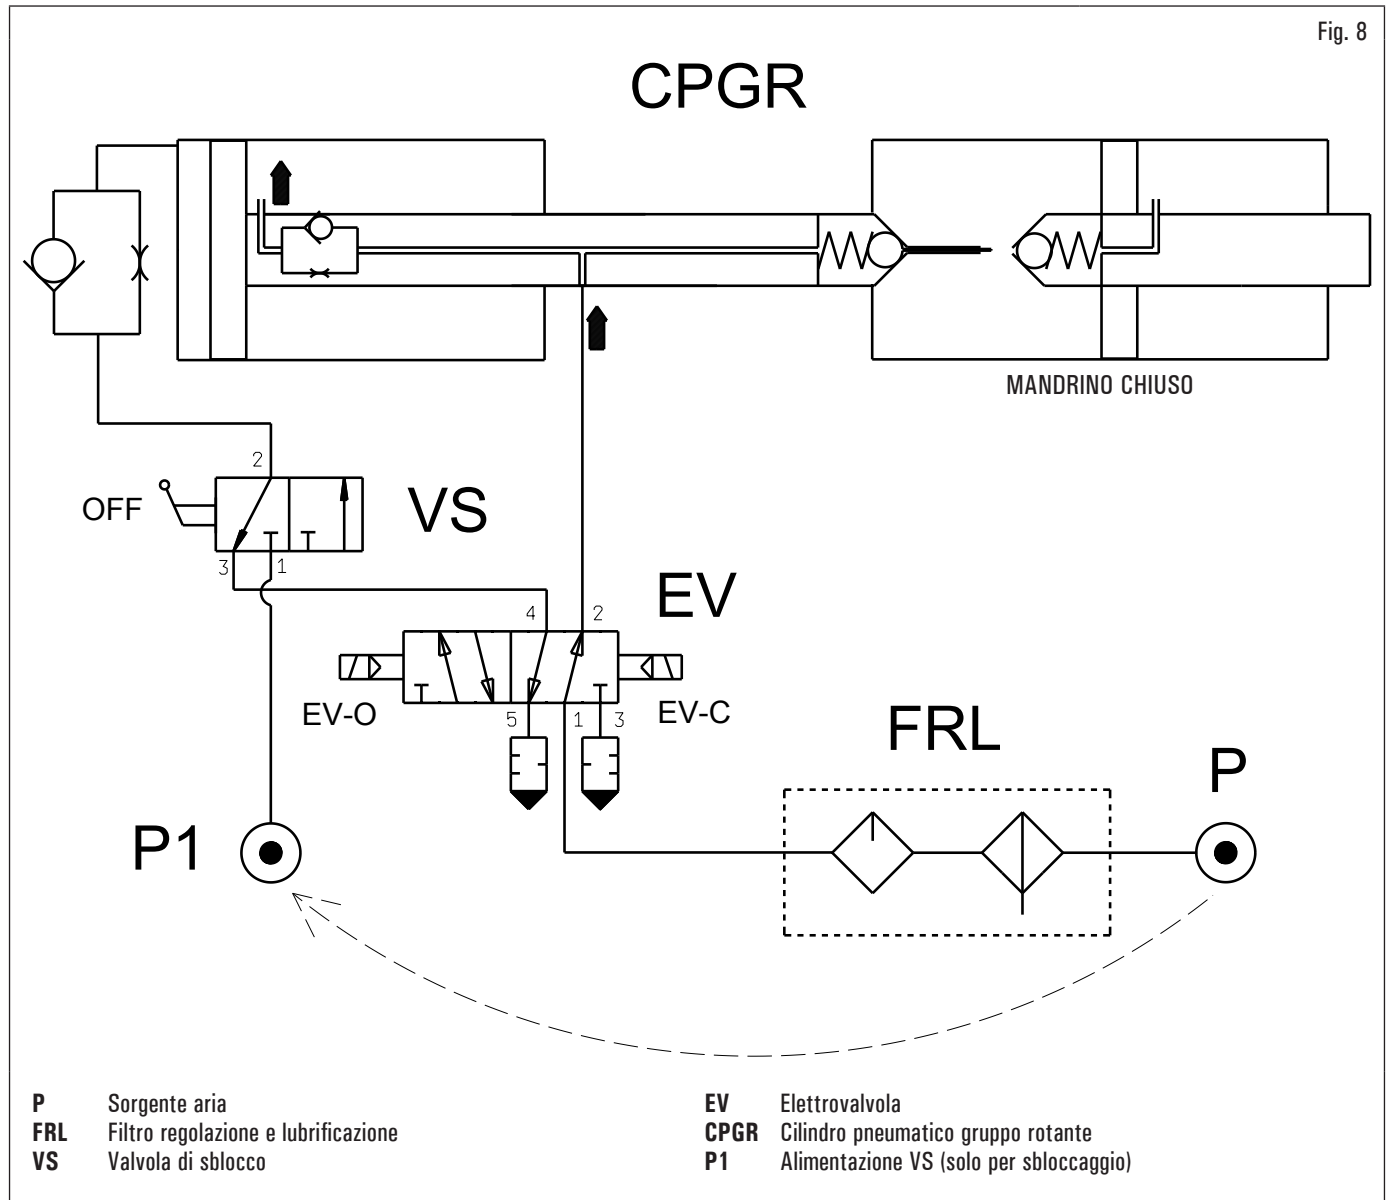 Fig. 8
CPGR
MANDRINO CHIUSO
2
OFF
VS
3 1
EV
4 2
EV-O
5 1 3
EV-C
FRL
P
P1
P Sorgente aria
FRL Filtro regolazione e lubrificazione
VS Valvola di sblocco
EV Elettrovalvola
CPGR Cilindro pneumatico gruppo rotante
P1 Alimentazione VS (solo per sbloccaggio)